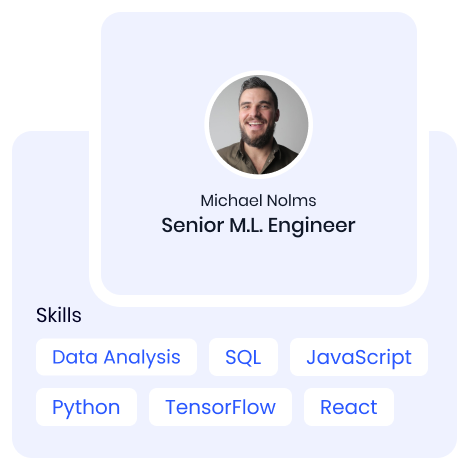 Michael Nolms
Senior M.L. Engineer
Skills
Data Analysis SQL JavaScript
Python TensorFlow React